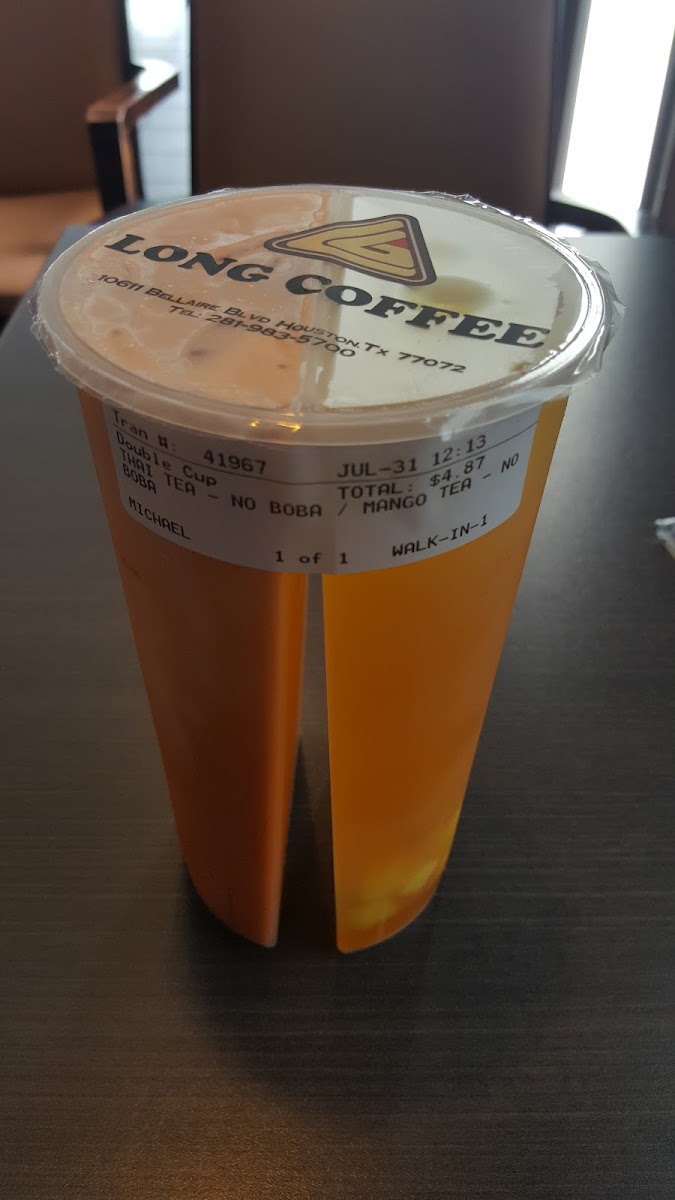 LONG COFFEE
10611 BELLAIRE BLVD HOUSTON, TX 77072
TEL: 281-983-5700
Tran #: 41967 JUL-31 12:13
Double Cup TOTAL: $4.87
THAI TEA - NO BOBA / MANGO TEA - NO
BOBA
MICHAEL
1 of 1 WALK-IN-1